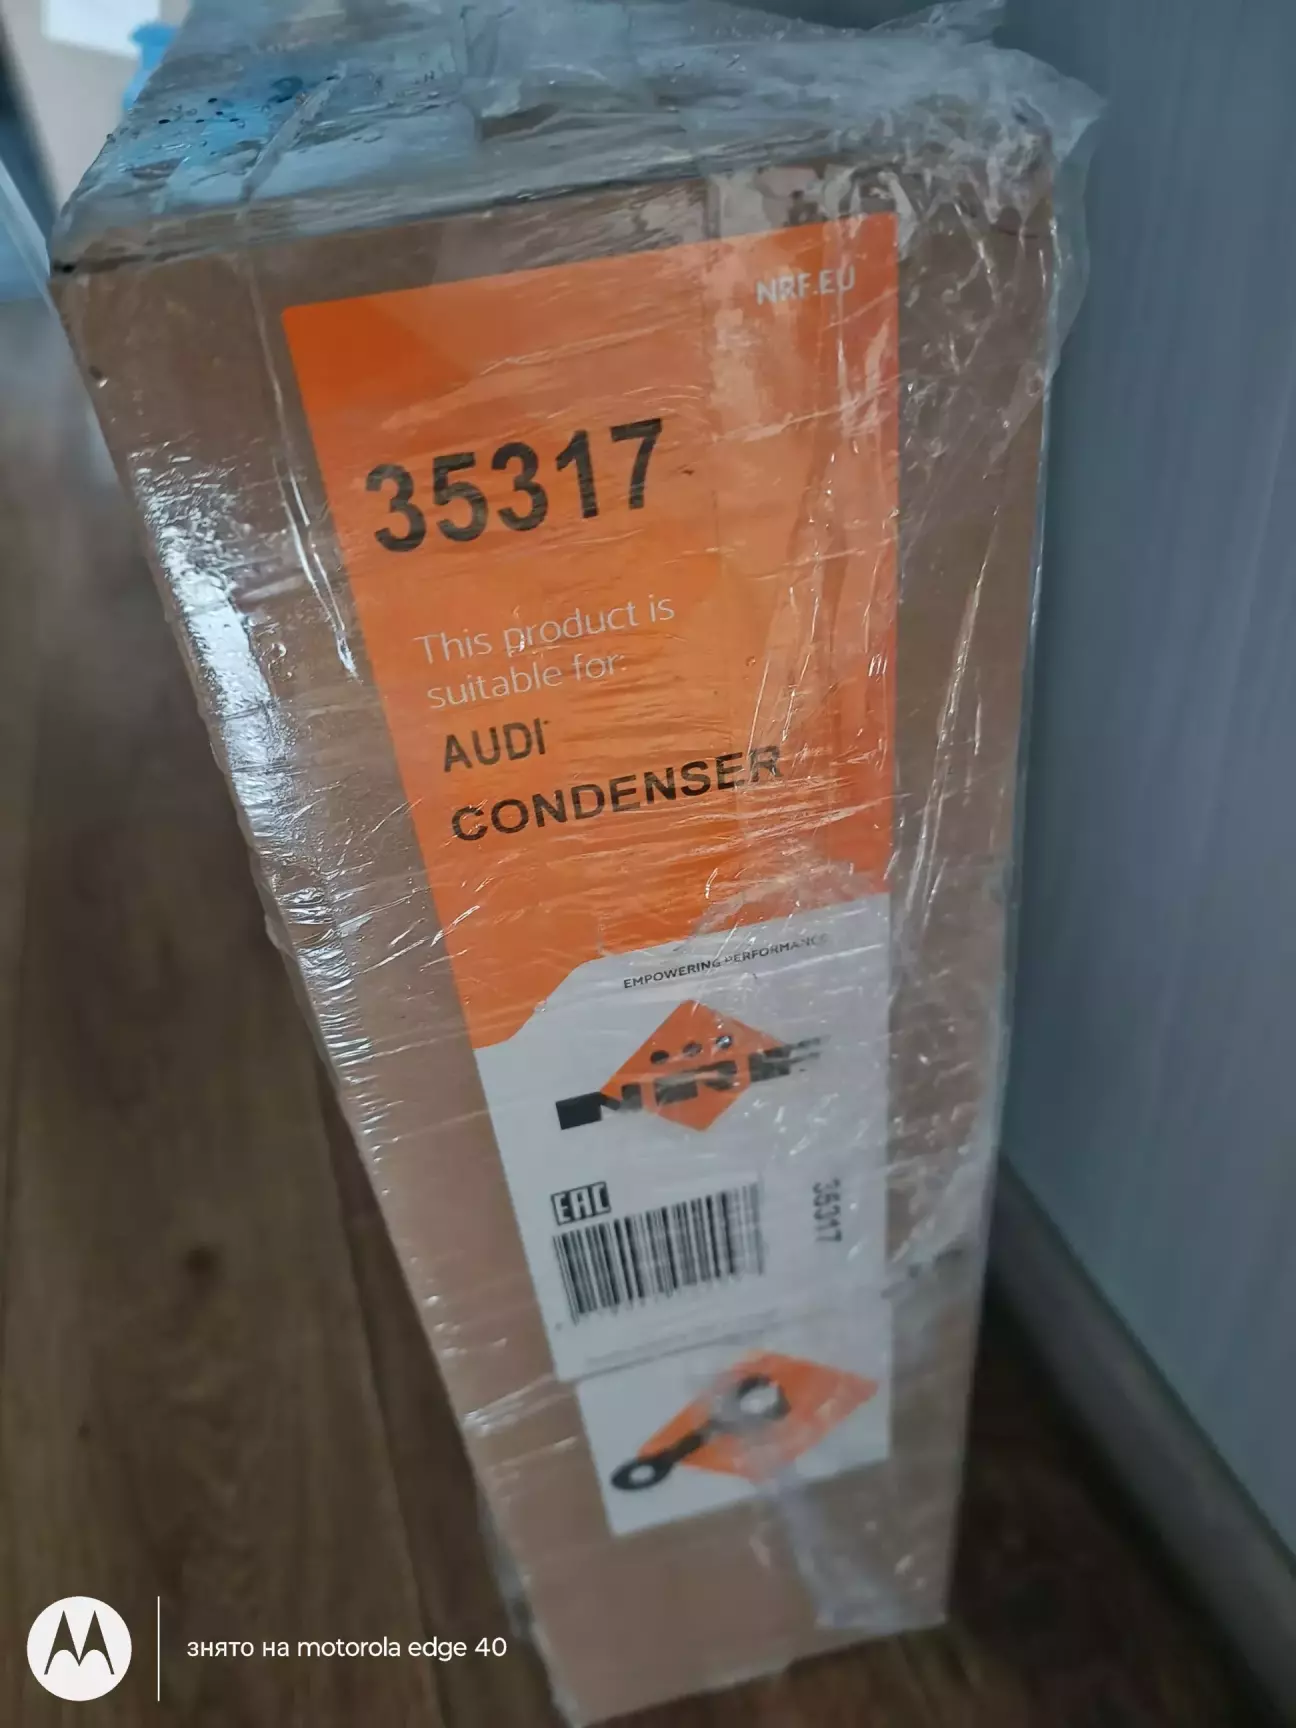 NRF.EU
35317
This product is
suitable for:
AUDI
CONDENSER
EMPOWERING PERFORMANCE
NRF
EAC
35317
знято на motorola edge 40